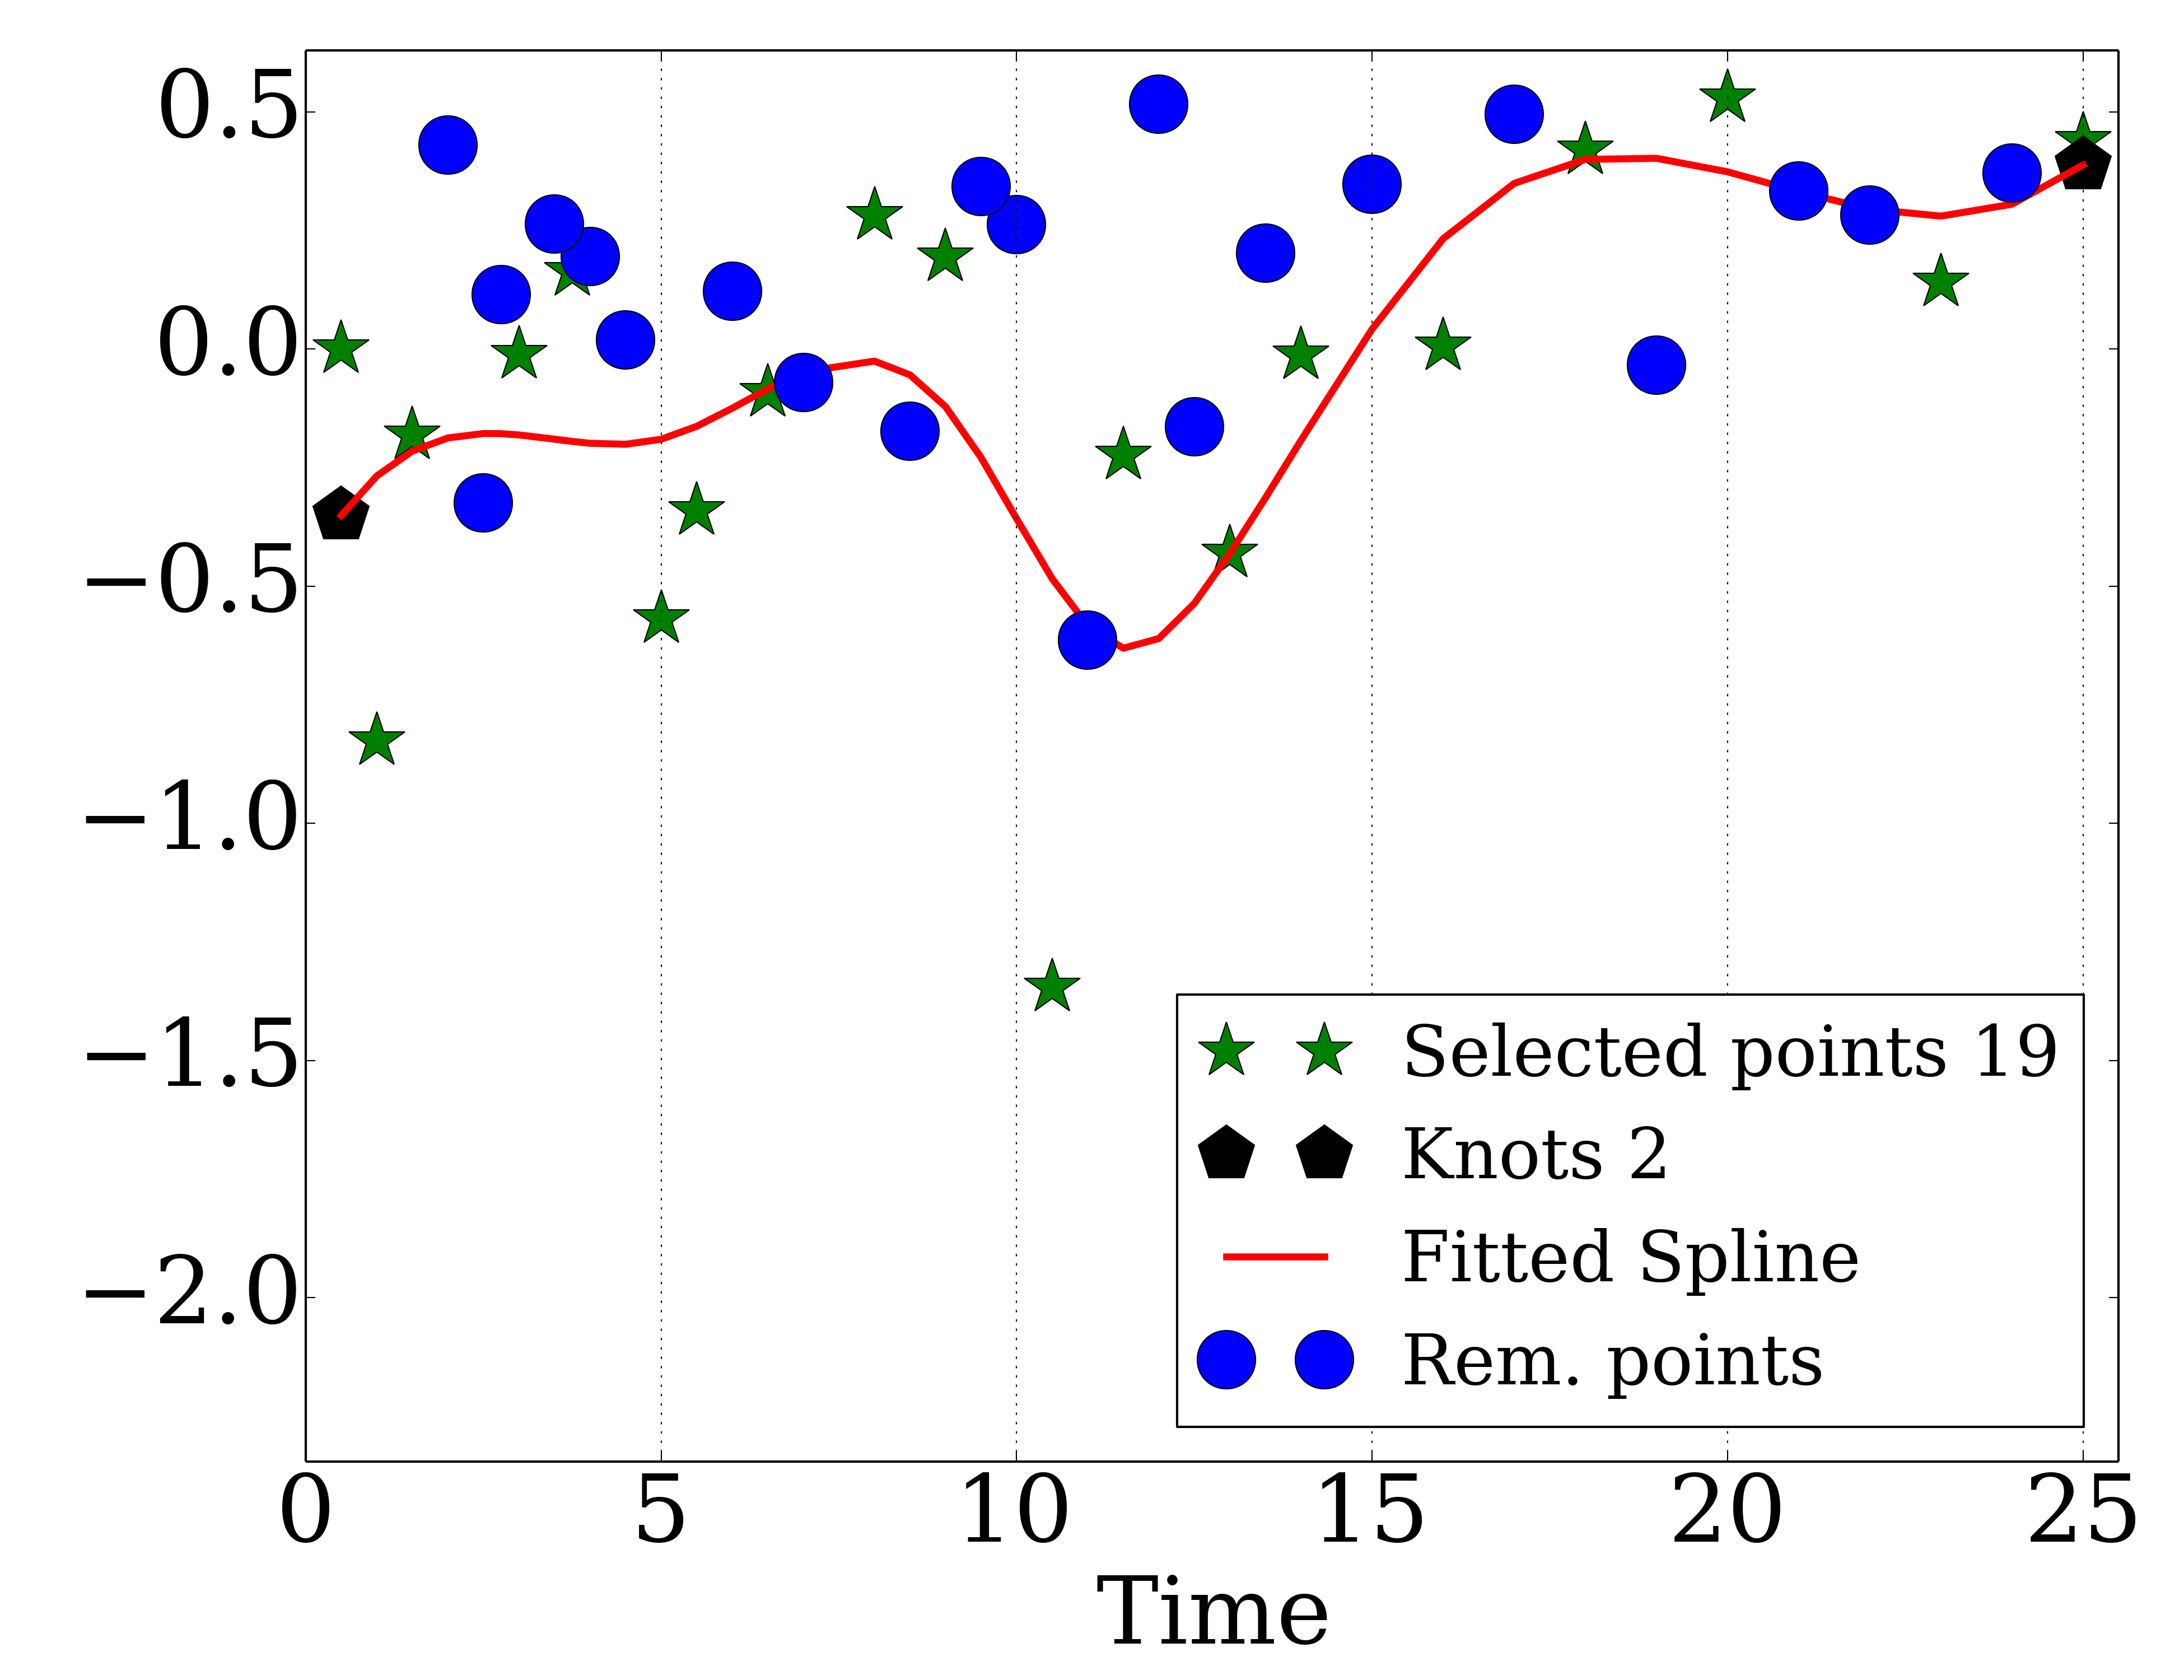 0.5
0.0
−0.5
−1.0
−1.5
−2.0
Selected points 19
Knots 2
Fitted Spline
Rem. points
0 5 10 15 20 25
Time